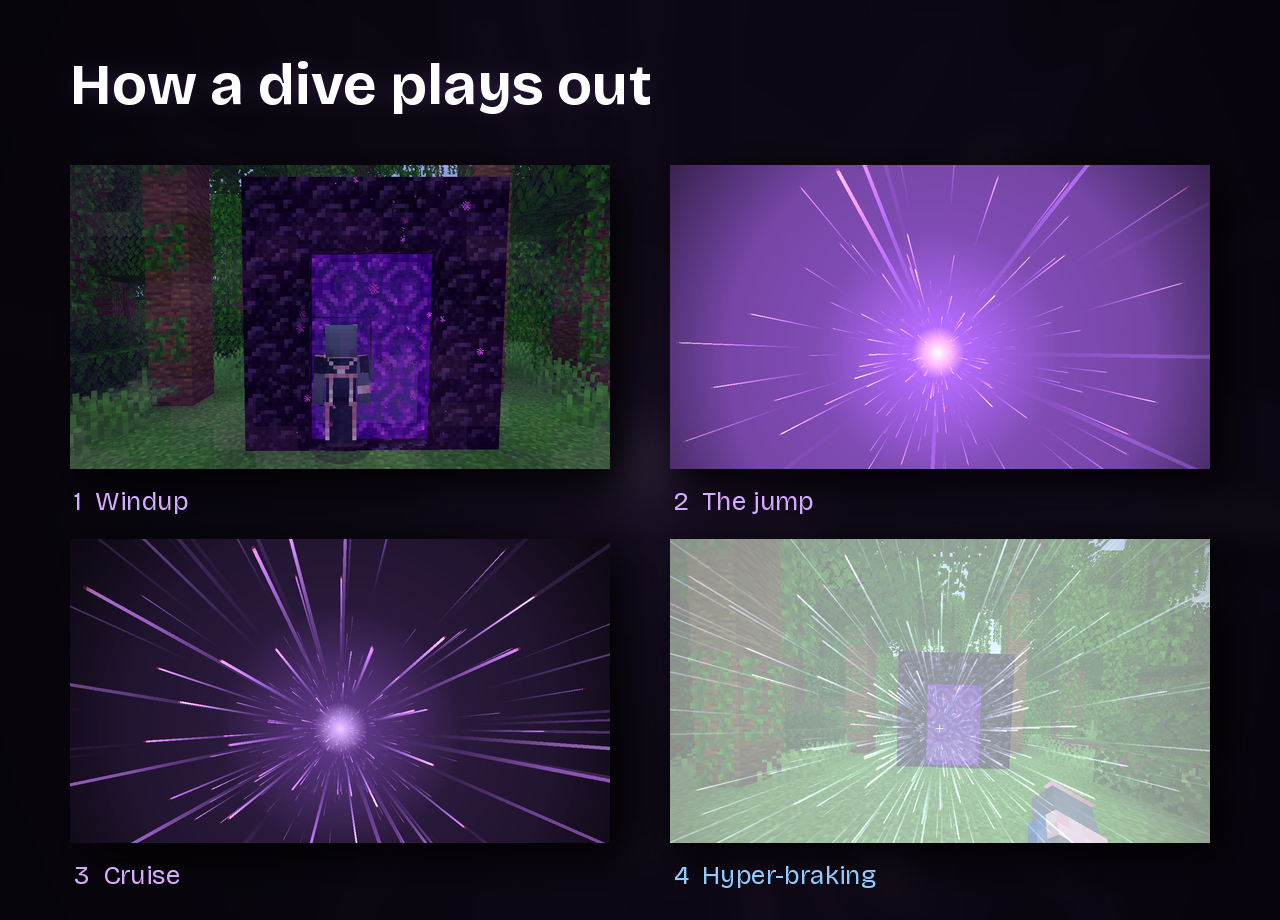 How a dive plays out
1 Windup
2 The jump
3 Cruise
4 Hyper-braking